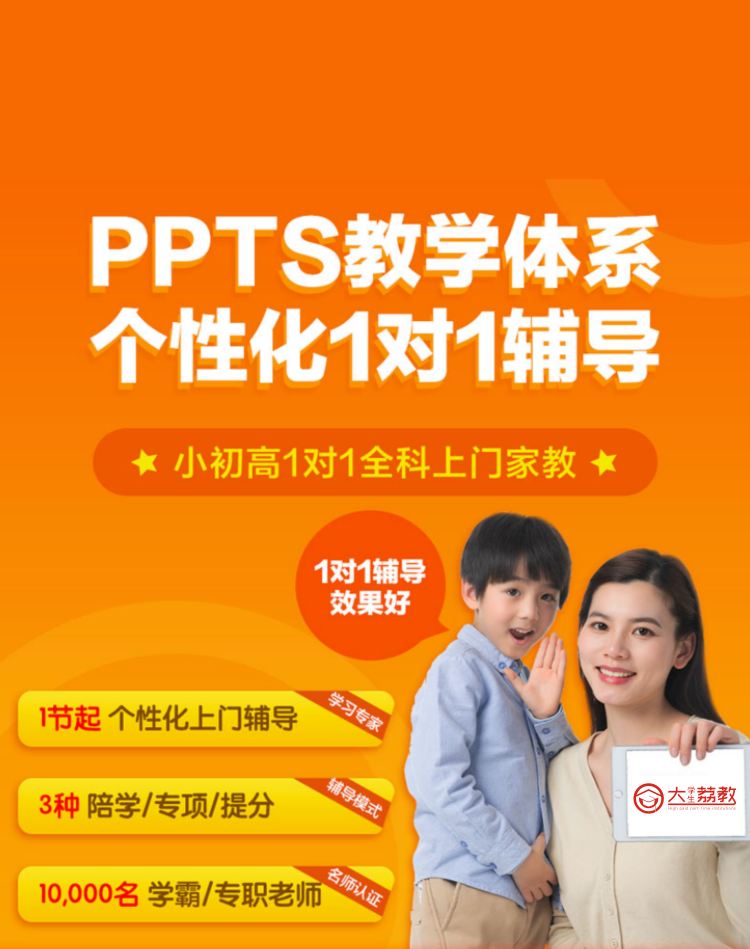 PPTS教学体系
个性化1对1辅导
小初高1对1全科上门家教
1对1辅导
效果好
1节起 个性化上门辅导
学习专家
3种 陪学/专项/提分
辅导模式
10,000名 学霸/专职老师
名师认证
大学生荔教